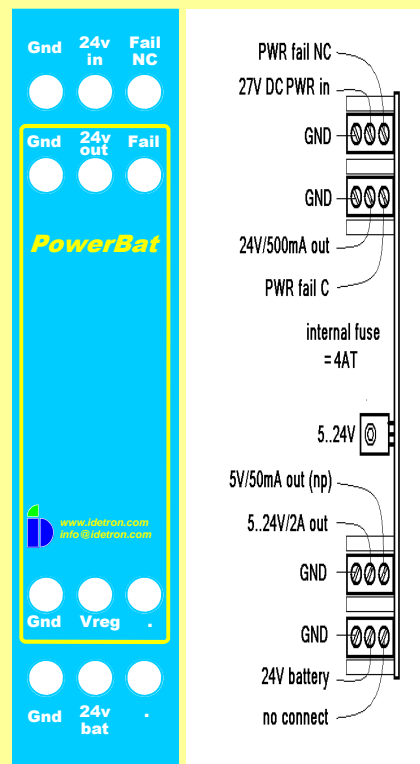 Gnd 24v in Fail NC
Gnd 24v out Fail
PowerBat
www.idetron.com
info@idetron.com
Gnd Vreg .
Gnd 24v bat .
PWR fail NC
27V DC PWR in
GND
GND
24V/500mA out
PWR fail C
internal fuse
= 4AT
5..24V
5V/50mA out (np)
5..24V/2A out
GND
GND
24V battery
no connect